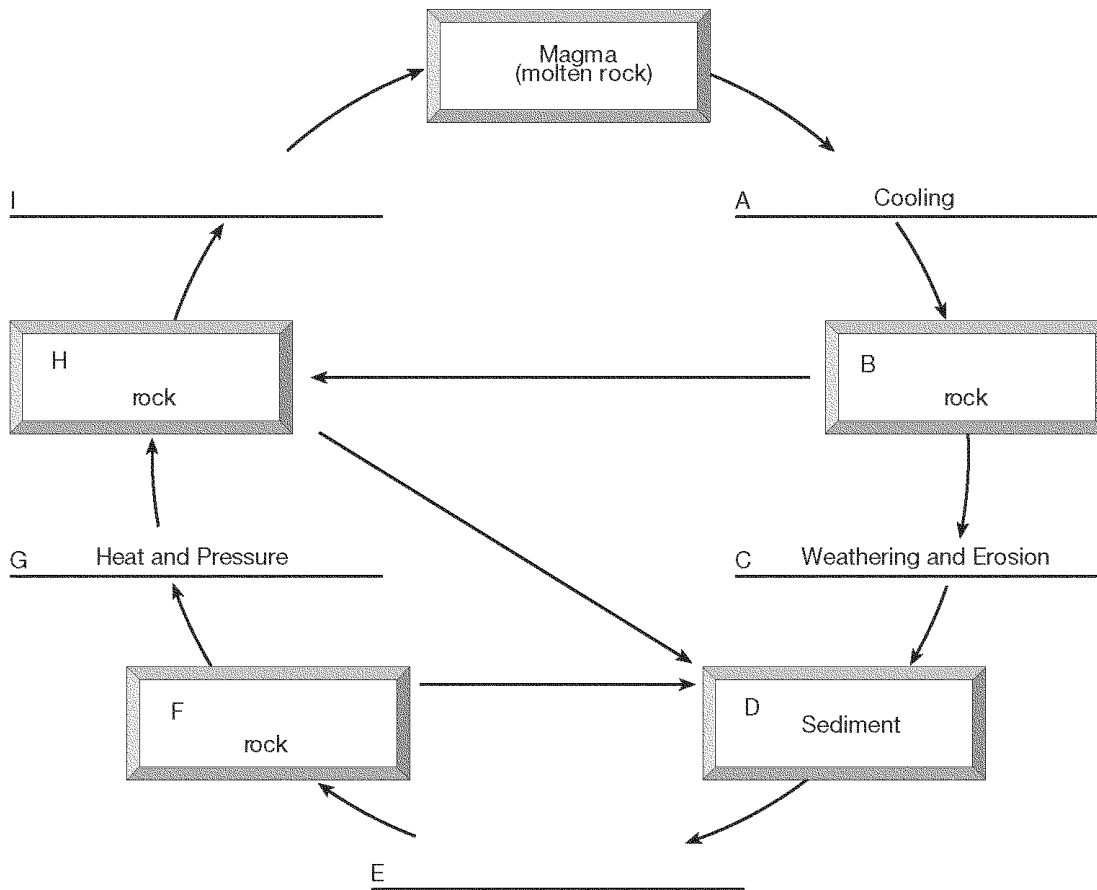 Magma
(molten rock)
I
A Cooling
H
rock
B
rock
G Heat and Pressure
C Weathering and Erosion
F
rock
D
Sediment
E